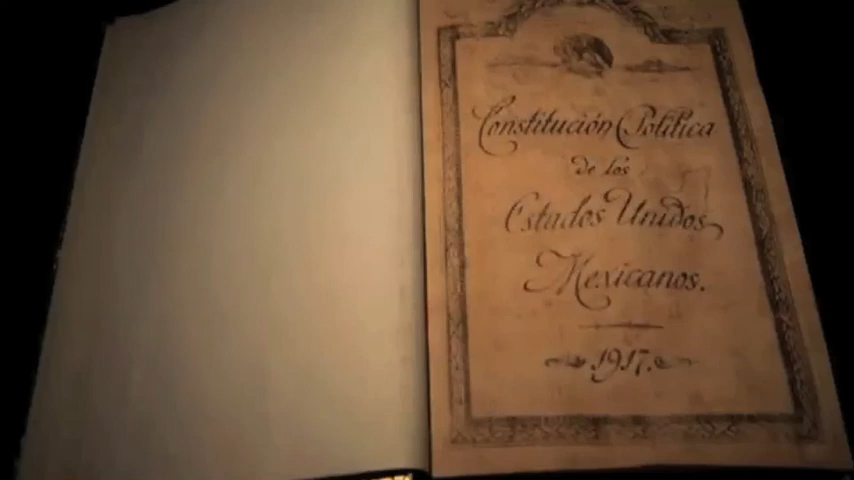 Constitución Política
de los
Estados Unidos
Mexicanos.
1917.